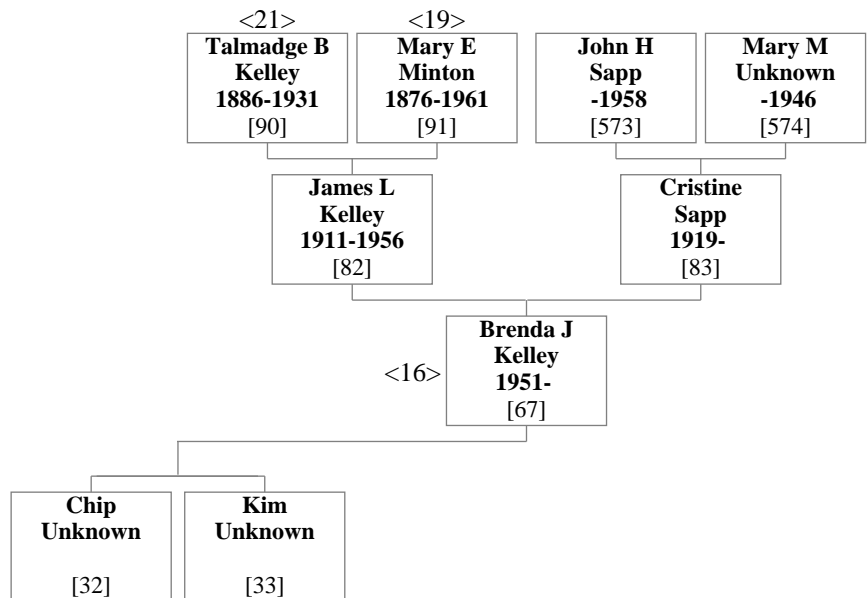 <21>
<19>
Talmadge B
Kelley
1886-1931
[90]
Mary E
Minton
1876-1961
[91]
John H
Sapp
-1958
[573]
Mary M
Unknown
-1946
[574]
James L
Kelley
1911-1956
[82]
Cristine
Sapp
1919-
[83]
<16>
Brenda J
Kelley
1951-
[67]
Chip
Unknown
[32]
Kim
Unknown
[33]